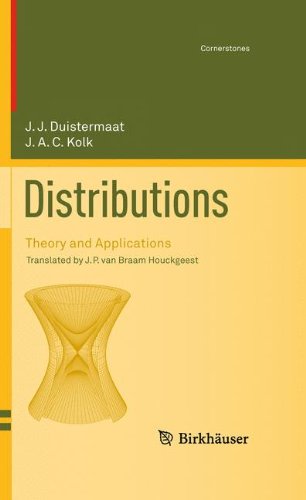 Cornerstones
J. J. Duistermaat
J. A. C. Kolk
Distributions
Theory and Applications
Translated by J. P. van Braam Houckgeest
Birkhäuser